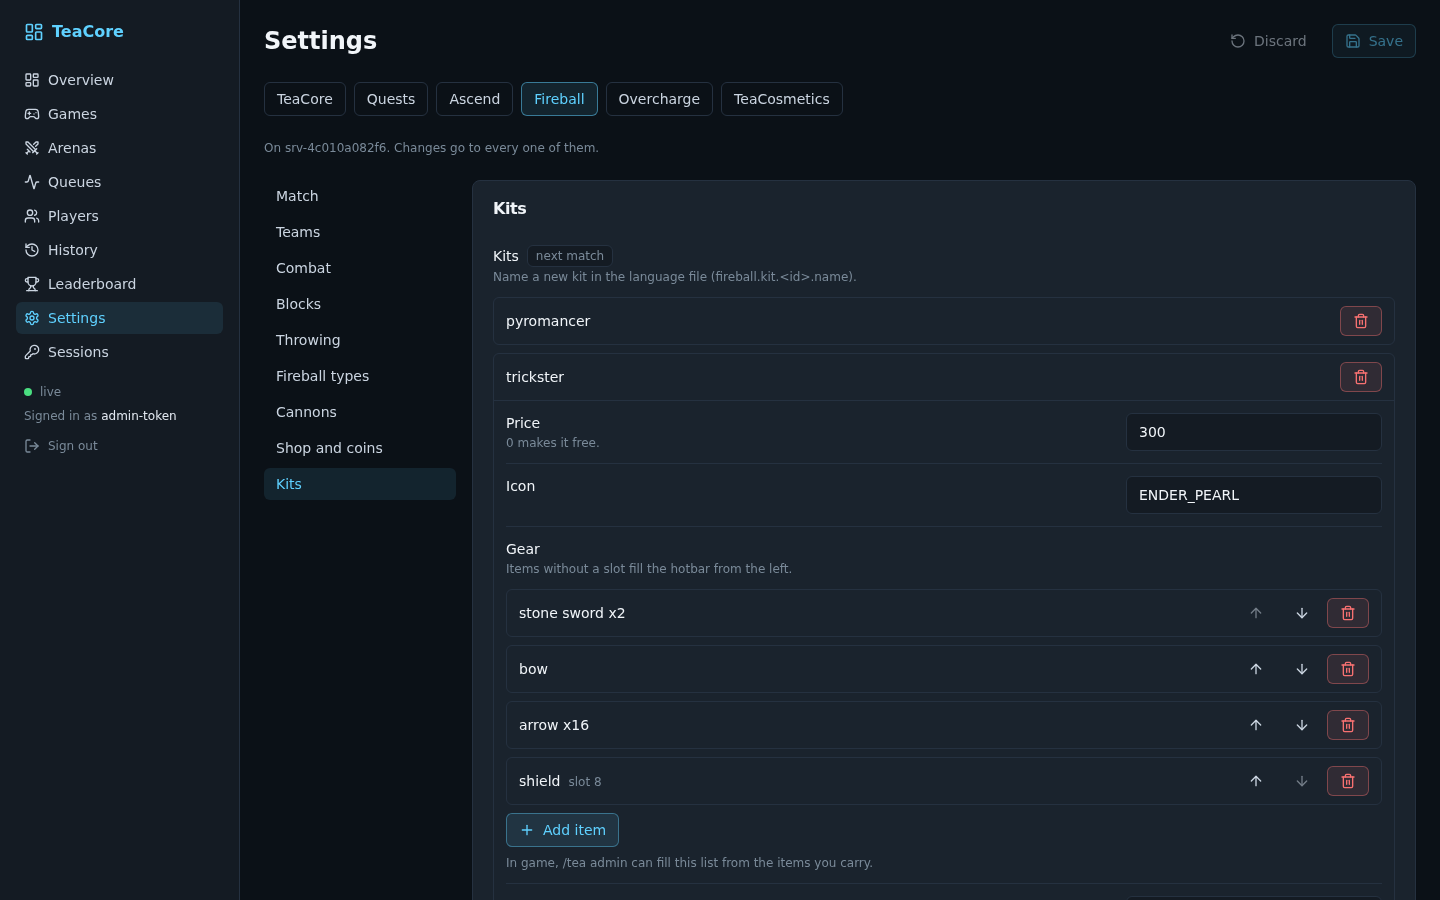 TeaCore
Overview
Games
Arenas
Queues
Players
History
Leaderboard
Settings
Sessions
live
Signed in as admin-token
Sign out
Settings
Discard
Save
TeaCore
Quests
Ascend
Fireball
Overcharge
TeaCosmetics
On srv-4c010a082f6. Changes go to every one of them.
Match
Teams
Combat
Blocks
Throwing
Fireball types
Cannons
Shop and coins
Kits
Kits
Kits next match
Name a new kit in the language file (fireball.kit.<id>.name).
pyromancer
trickster
Price
0 makes it free.
300
Icon
ENDER_PEARL
Gear
Items without a slot fill the hotbar from the left.
stone sword x2
bow
arrow x16
shield slot 8
Add item
In game, /tea admin can fill this list from the items you carry.